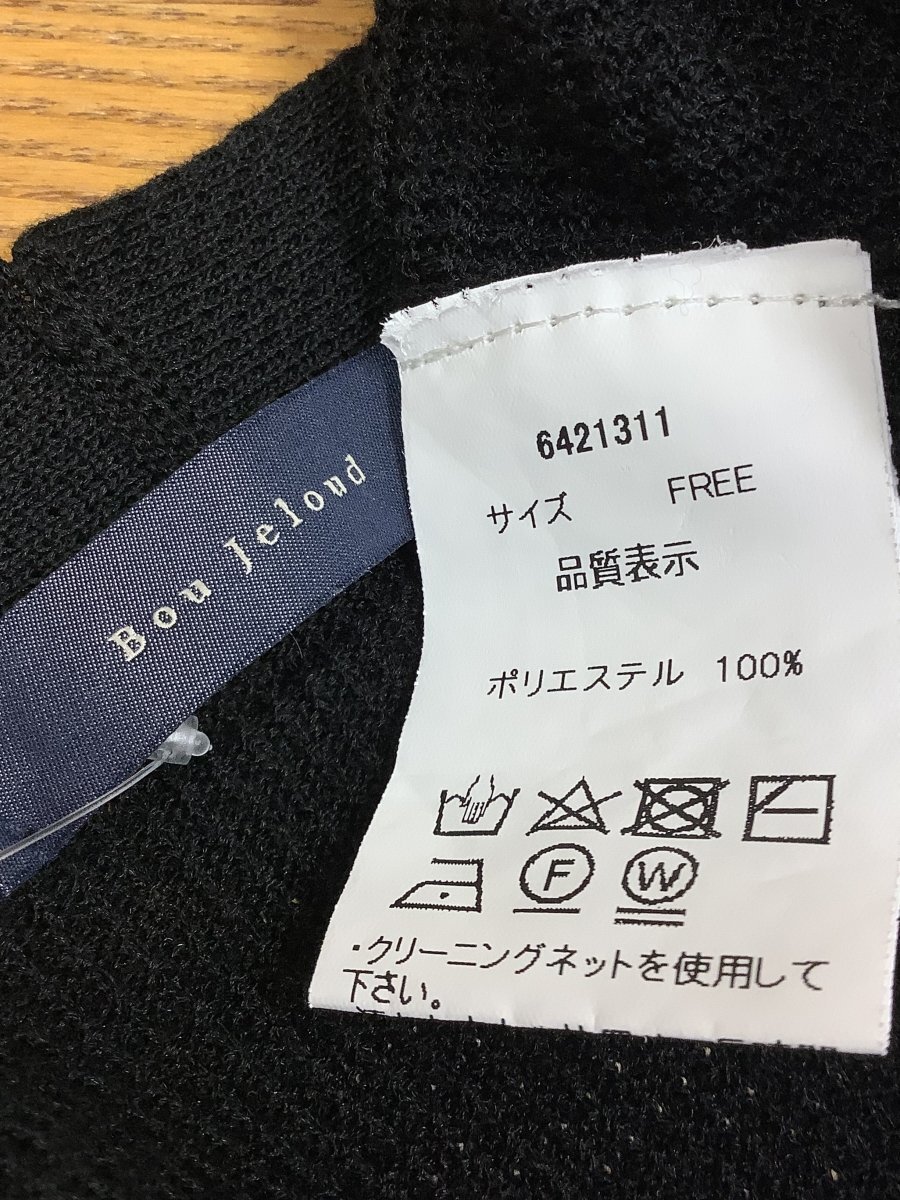 Bou Jeloud
6421311
サイズ FREE
品質表示
ポリエステル 100%
F W
・クリーニングネットを使用して
下さい。